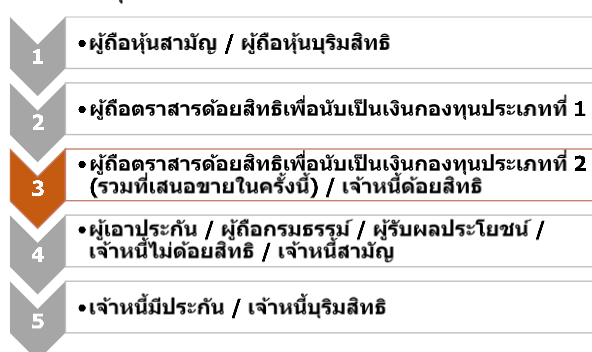 1
•ผู้ถือหุ้นสามัญ / ผู้ถือหุ้นบุริมสิทธิ
2
•ผู้ถือตราสารด้อยสิทธิเพื่อนับเป็นเงินกองทุนประเภทที่ 1
3
•ผู้ถือตราสารด้อยสิทธิเพื่อนับเป็นเงินกองทุนประเภทที่ 2
(รวมที่เสนอขายในครั้งนี้) / เจ้าหนี้ด้อยสิทธิ
4
•ผู้เอาประกัน / ผู้ถือกรมธรรม์ / ผู้รับผลประโยชน์ /
เจ้าหนี้ไม่ด้อยสิทธิ / เจ้าหนี้สามัญ
5
•เจ้าหนี้มีประกัน / เจ้าหนี้บุริมสิทธิ